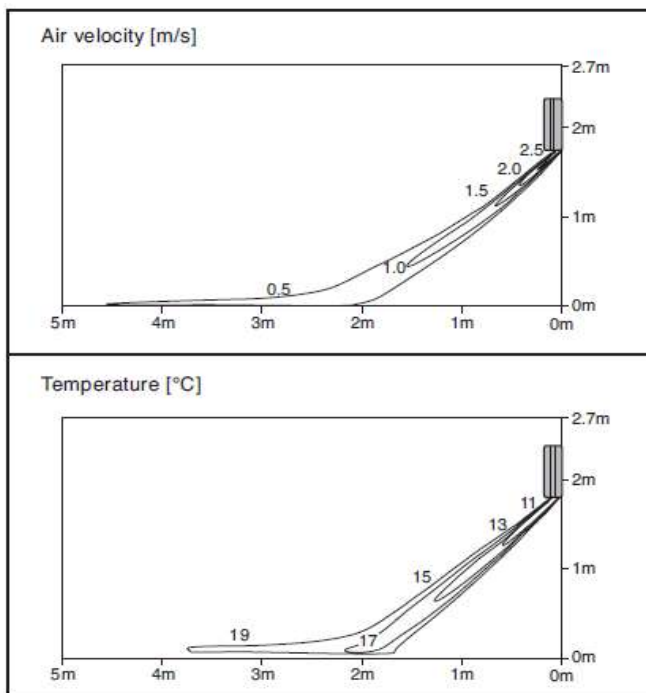 Air velocity [m/s]
2.7m
2m
2.5
2.0
1.5
1m
1.0
0.5
0m
5m 4m 3m 2m 1m 0m
Temperature [°C]
2.7m
2m
11
13
15
1m
19 17
0m
5m 4m 3m 2m 1m 0m